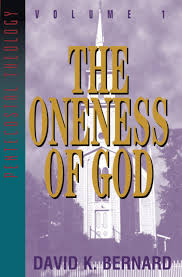 VOLUME 1
PENTECOSTAL THEOLOGY
THE
ONENESS
OF GOD
DAVID K. BERNARD